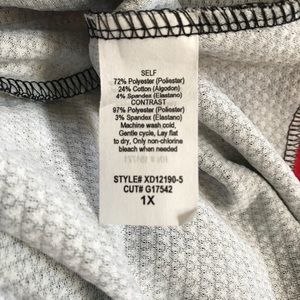 SELF
72% Polyester (Poliester)
24% Cotton (Algodon)
4% Spandex (Elastano)
CONTRAST
97% Polyester (Poliester)
3% Spandex (Elastano)
Machine wash cold,
Gentle cycle, Lay flat
to dry, Only non-chlorine
bleach when needed
STYLE# XD12190-5
CUT# G17542
1X